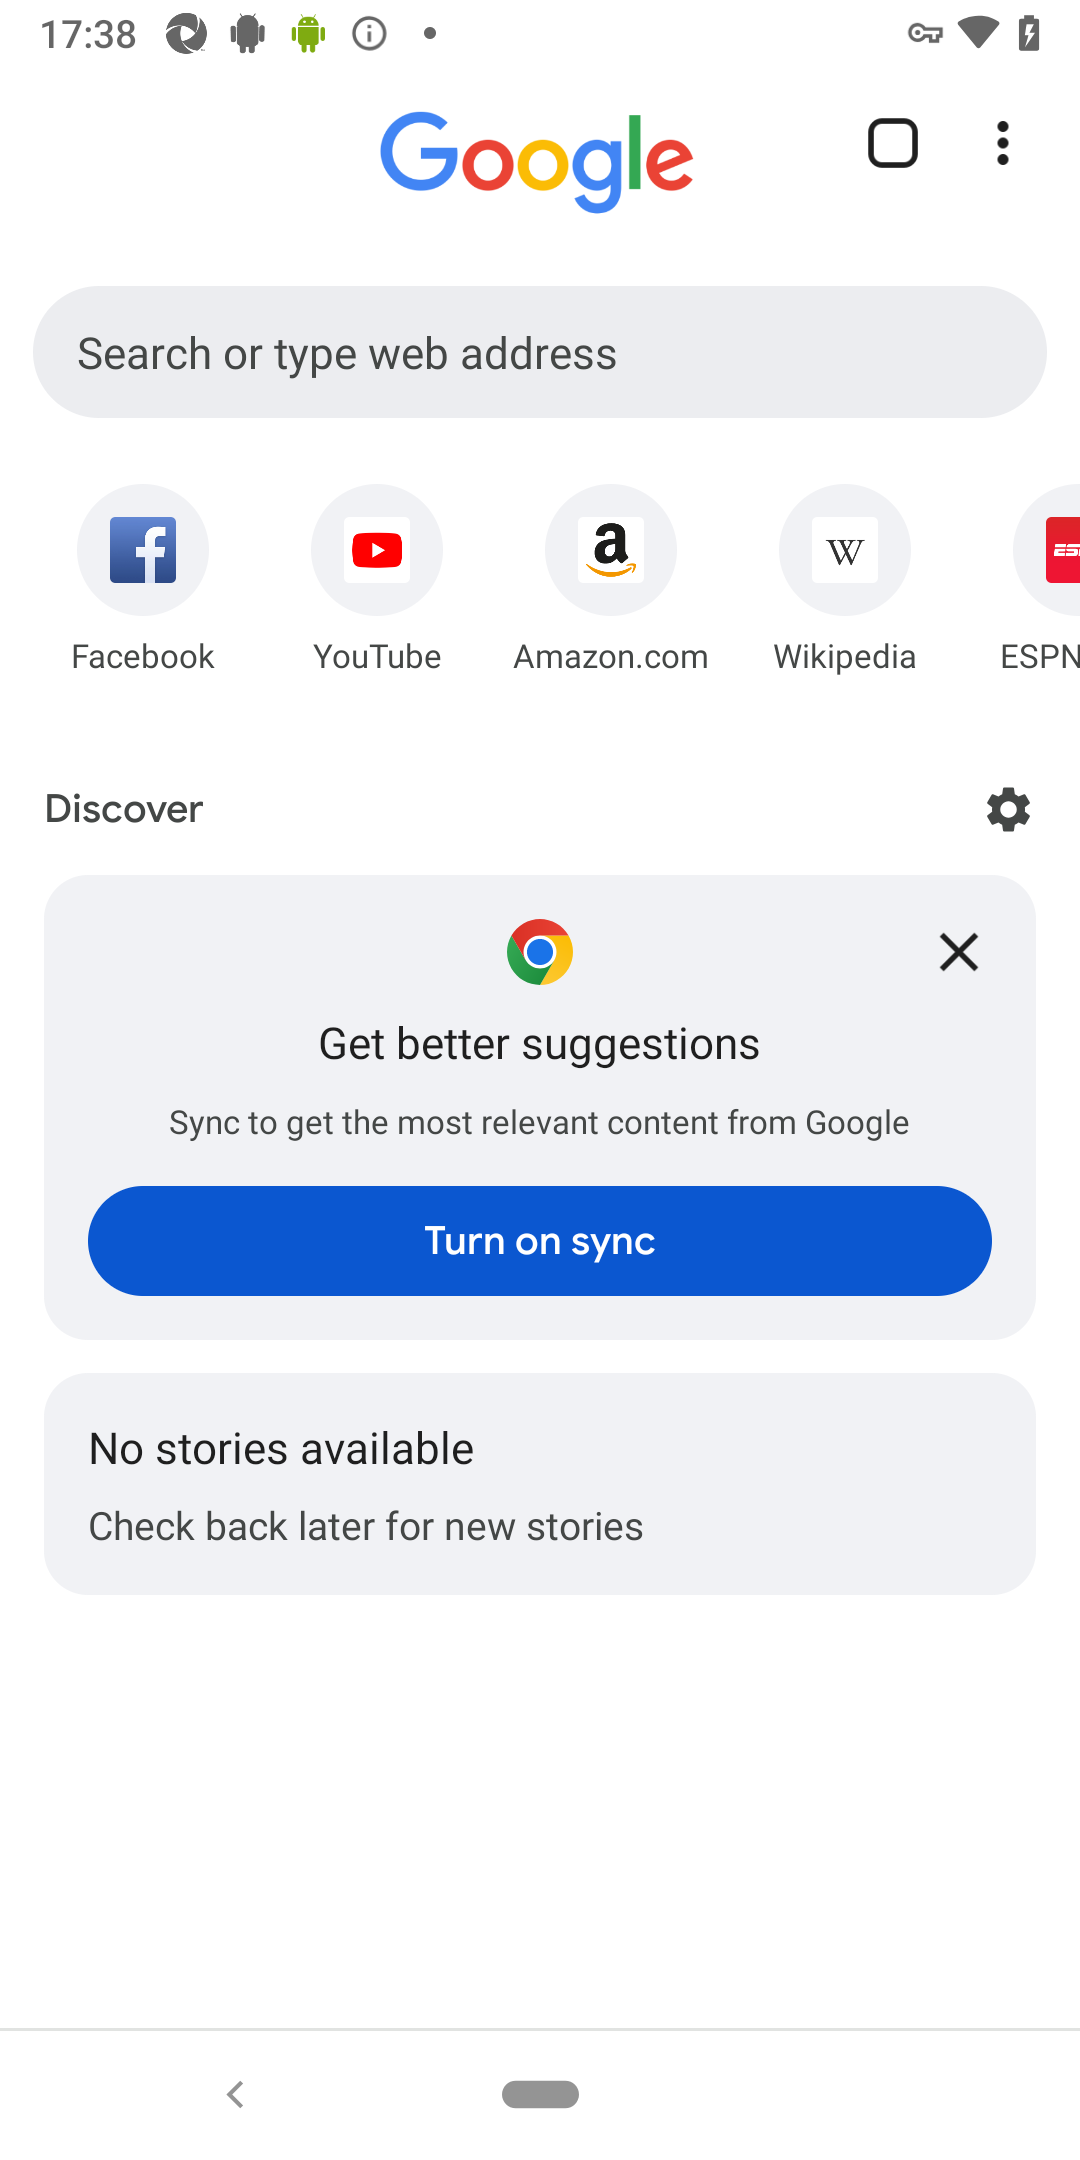 17:38
Google
Search or type web address
Facebook YouTube Amazon.com Wikipedia ESPN
Discover
Get better suggestions
Sync to get the most relevant content from Google
Turn on sync
No stories available
Check back later for new stories